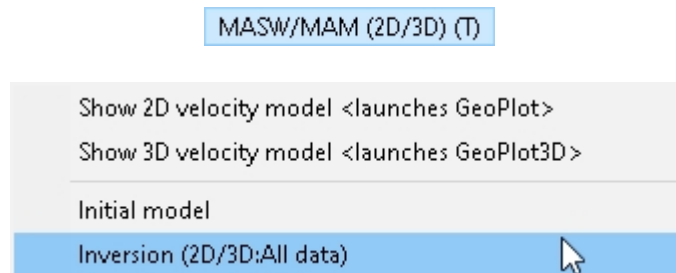 MASW/MAM (2D/3D) (T)
Show 2D velocity model <launches GeoPlot>
Show 3D velocity model <launches GeoPlot3D>
Initial model
Inversion (2D/3D:All data)